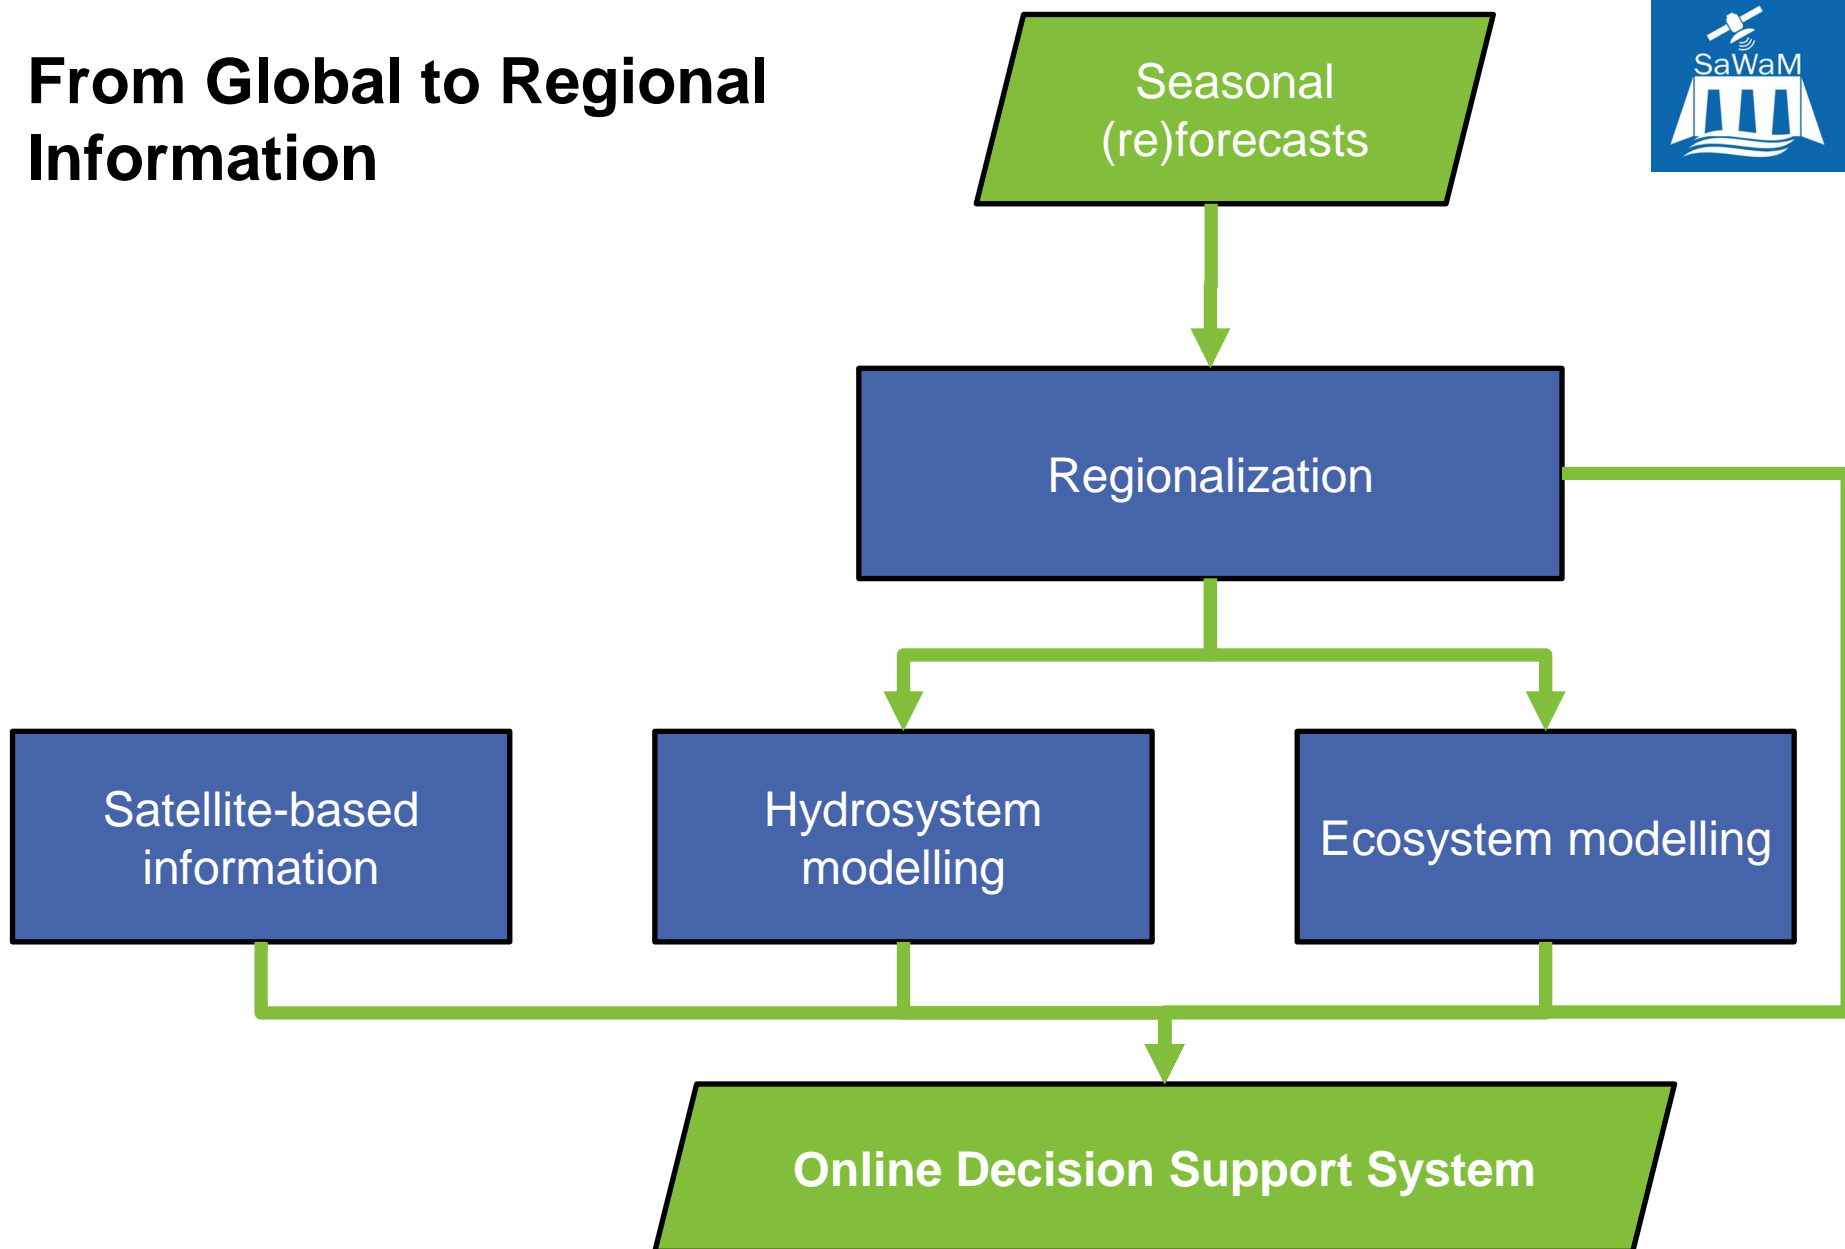 From Global to Regional
Information
Seasonal
(re)forecasts
SaWaM
Regionalization
Satellite-based
information
Hydrosystem
modelling
Ecosystem modelling
Online Decision Support System